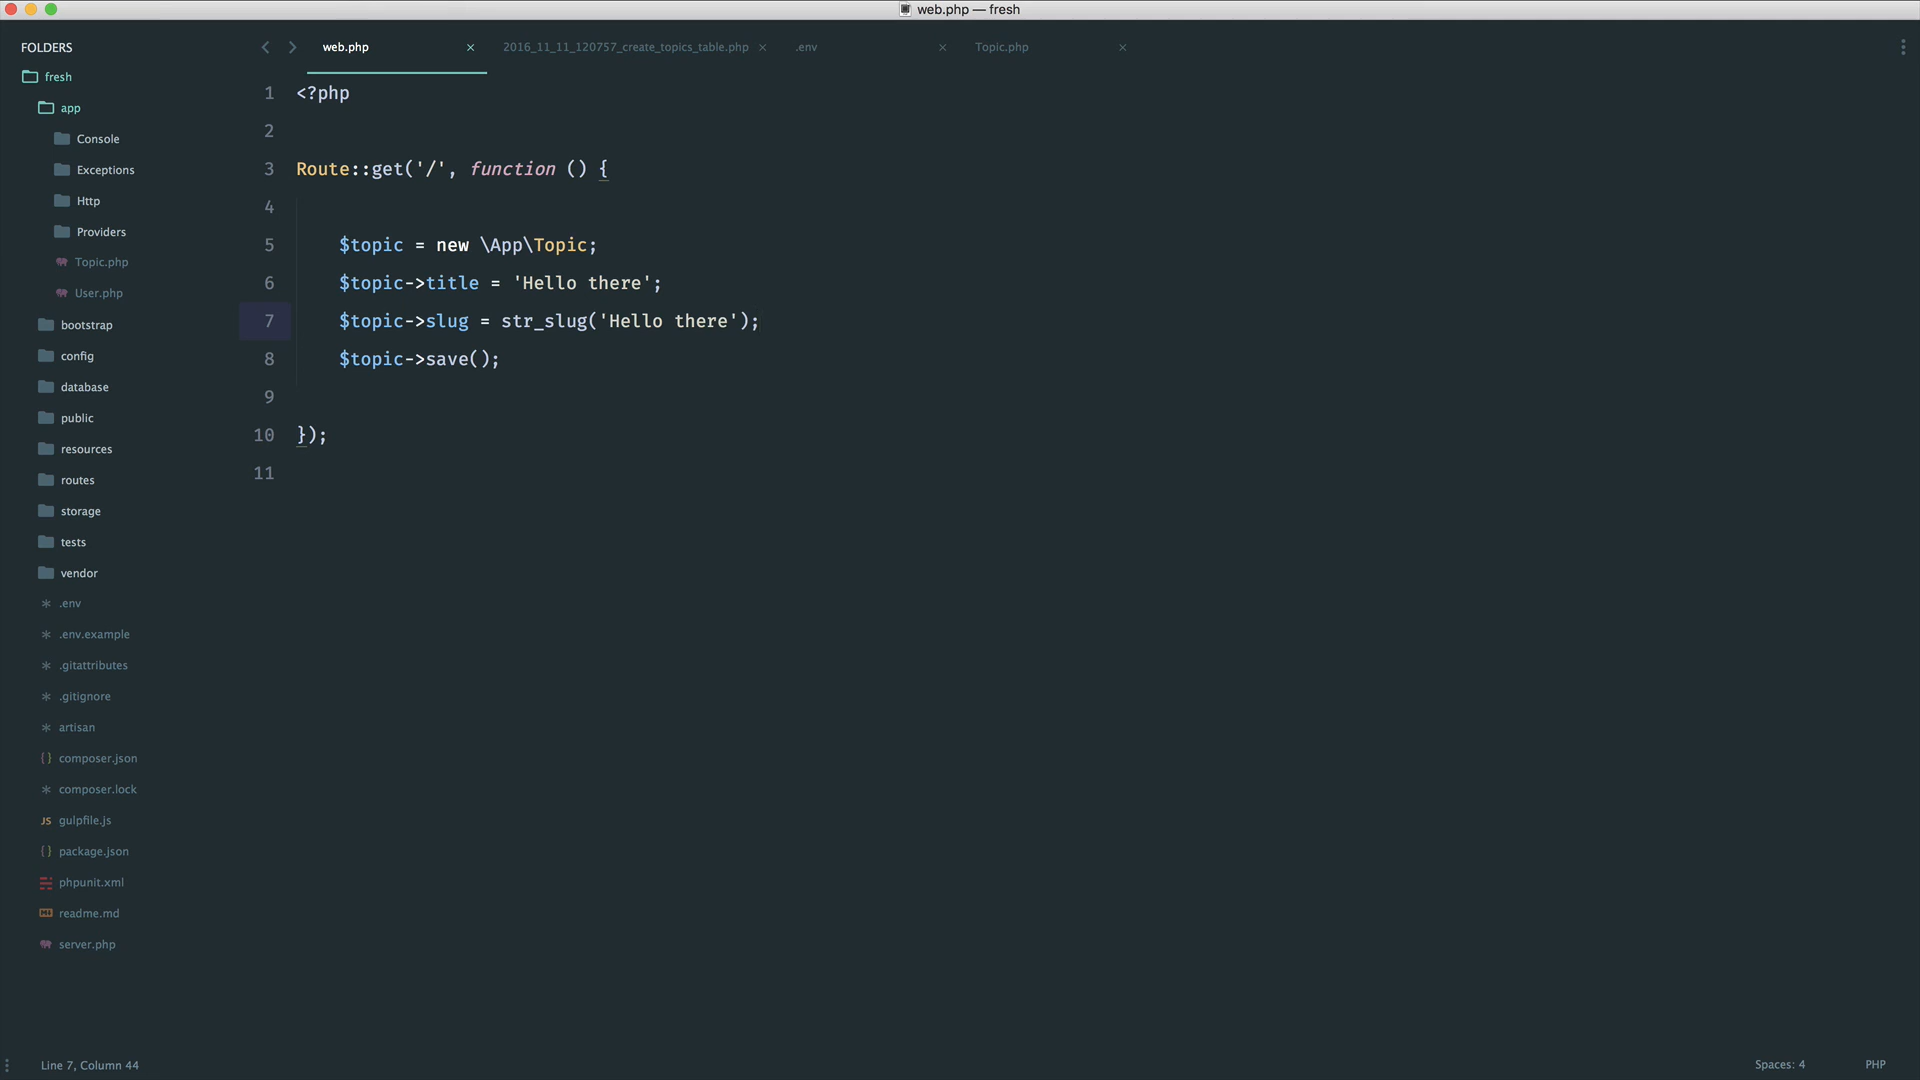 web.php — fresh
FOLDERS
fresh
app
Console
Exceptions
Http
Providers
Topic.php
User.php
bootstrap
config
database
public
resources
routes
storage
tests
vendor
.env
.env.example
.gitattributes
.gitignore
artisan
{} composer.json
composer.lock
JS gulpfile.js
{} package.json
phpunit.xml
readme.md
server.php
web.php
2016_11_11_120757_create_topics_table.php
.env
Topic.php
1 <?php
2
3 Route::get('/', function () {
4
5 $topic = new \App\Topic;
6 $topic->title = 'Hello there';
7 $topic->slug = str_slug('Hello there');
8 $topic->save();
9
10 });
11
Line 7, Column 44
Spaces: 4
PHP